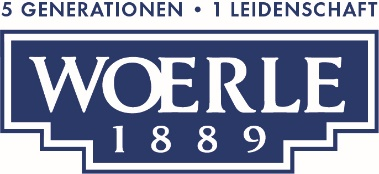 5 GENERATIONEN • 1 LEIDENSCHAFT
WOERLE
1889